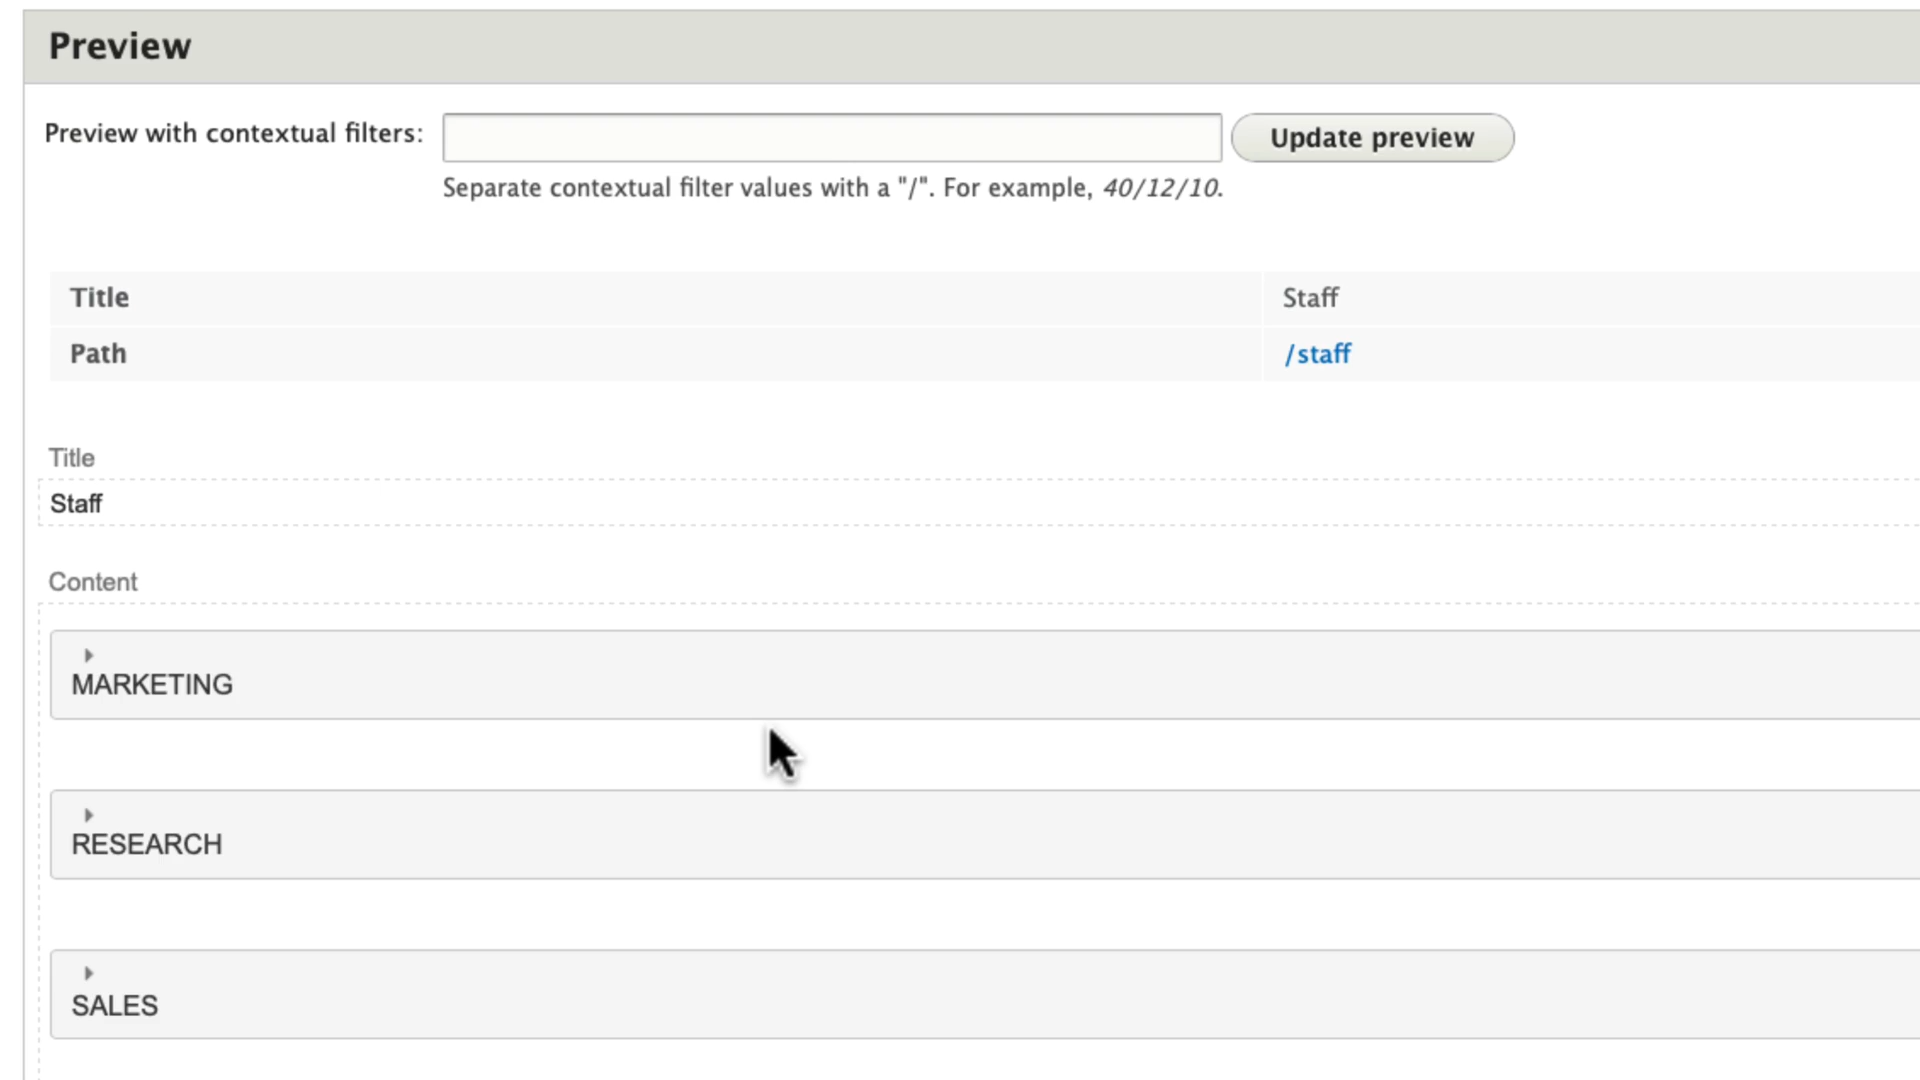 Preview
Preview with contextual filters:
Update preview
Separate contextual filter values with a "/". For example, 40/12/10.
Title Staff
Path /staff
Title
Staff
Content
MARKETING
RESEARCH
SALES